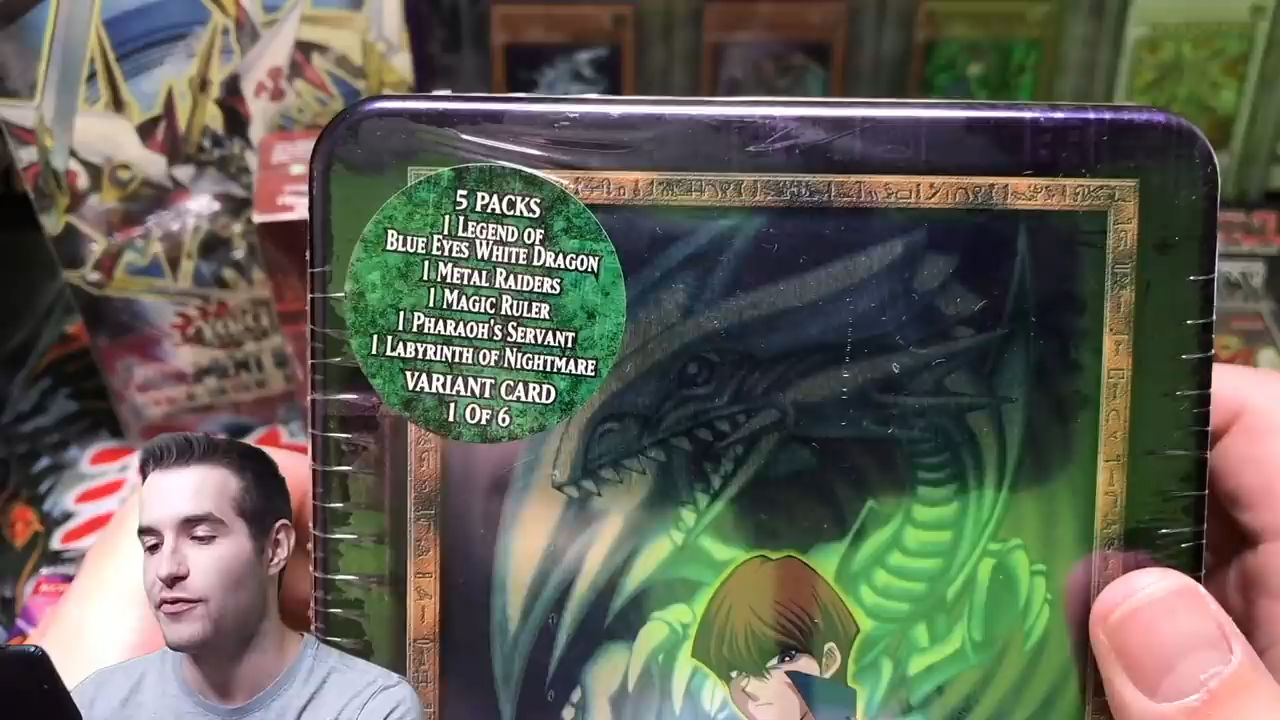 5 PACKS
1 LEGEND OF
BLUE EYES WHITE DRAGON
1 METAL RAIDERS
1 MAGIC RULER
1 PHARAOH'S SERVANT
1 LABYRINTH OF NIGHTMARE
VARIANT CARD
1 OF 6